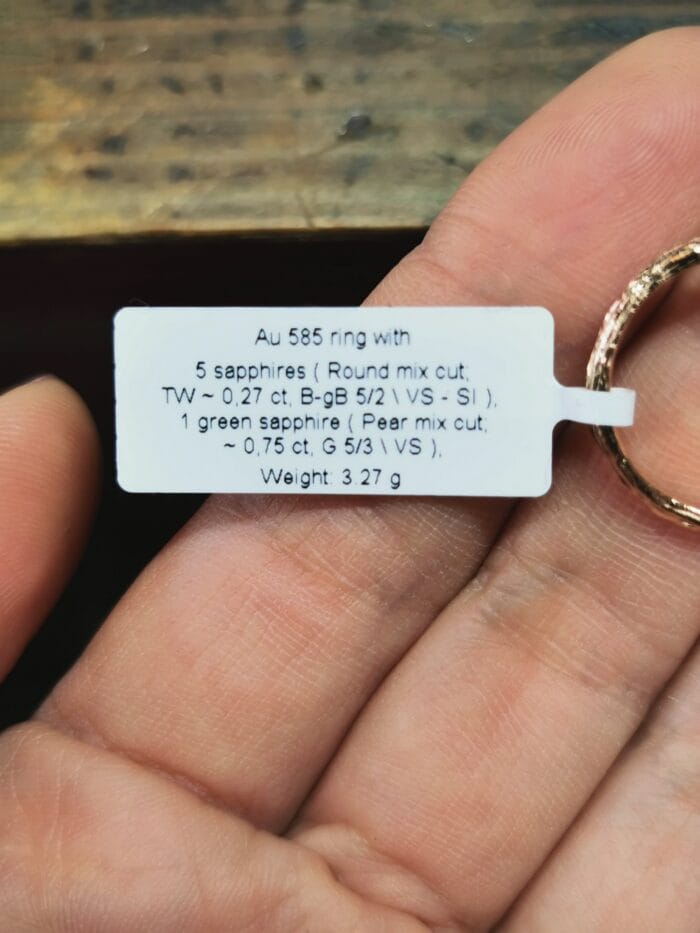 Au 585 ring with
5 sapphires ( Round mix cut;
TW ~ 0,27 ct, B-gB 5/2 \ VS - SI ),
1 green sapphire ( Pear mix cut;
~ 0,75 ct, G 5/3 \ VS ),
Weight: 3.27 g